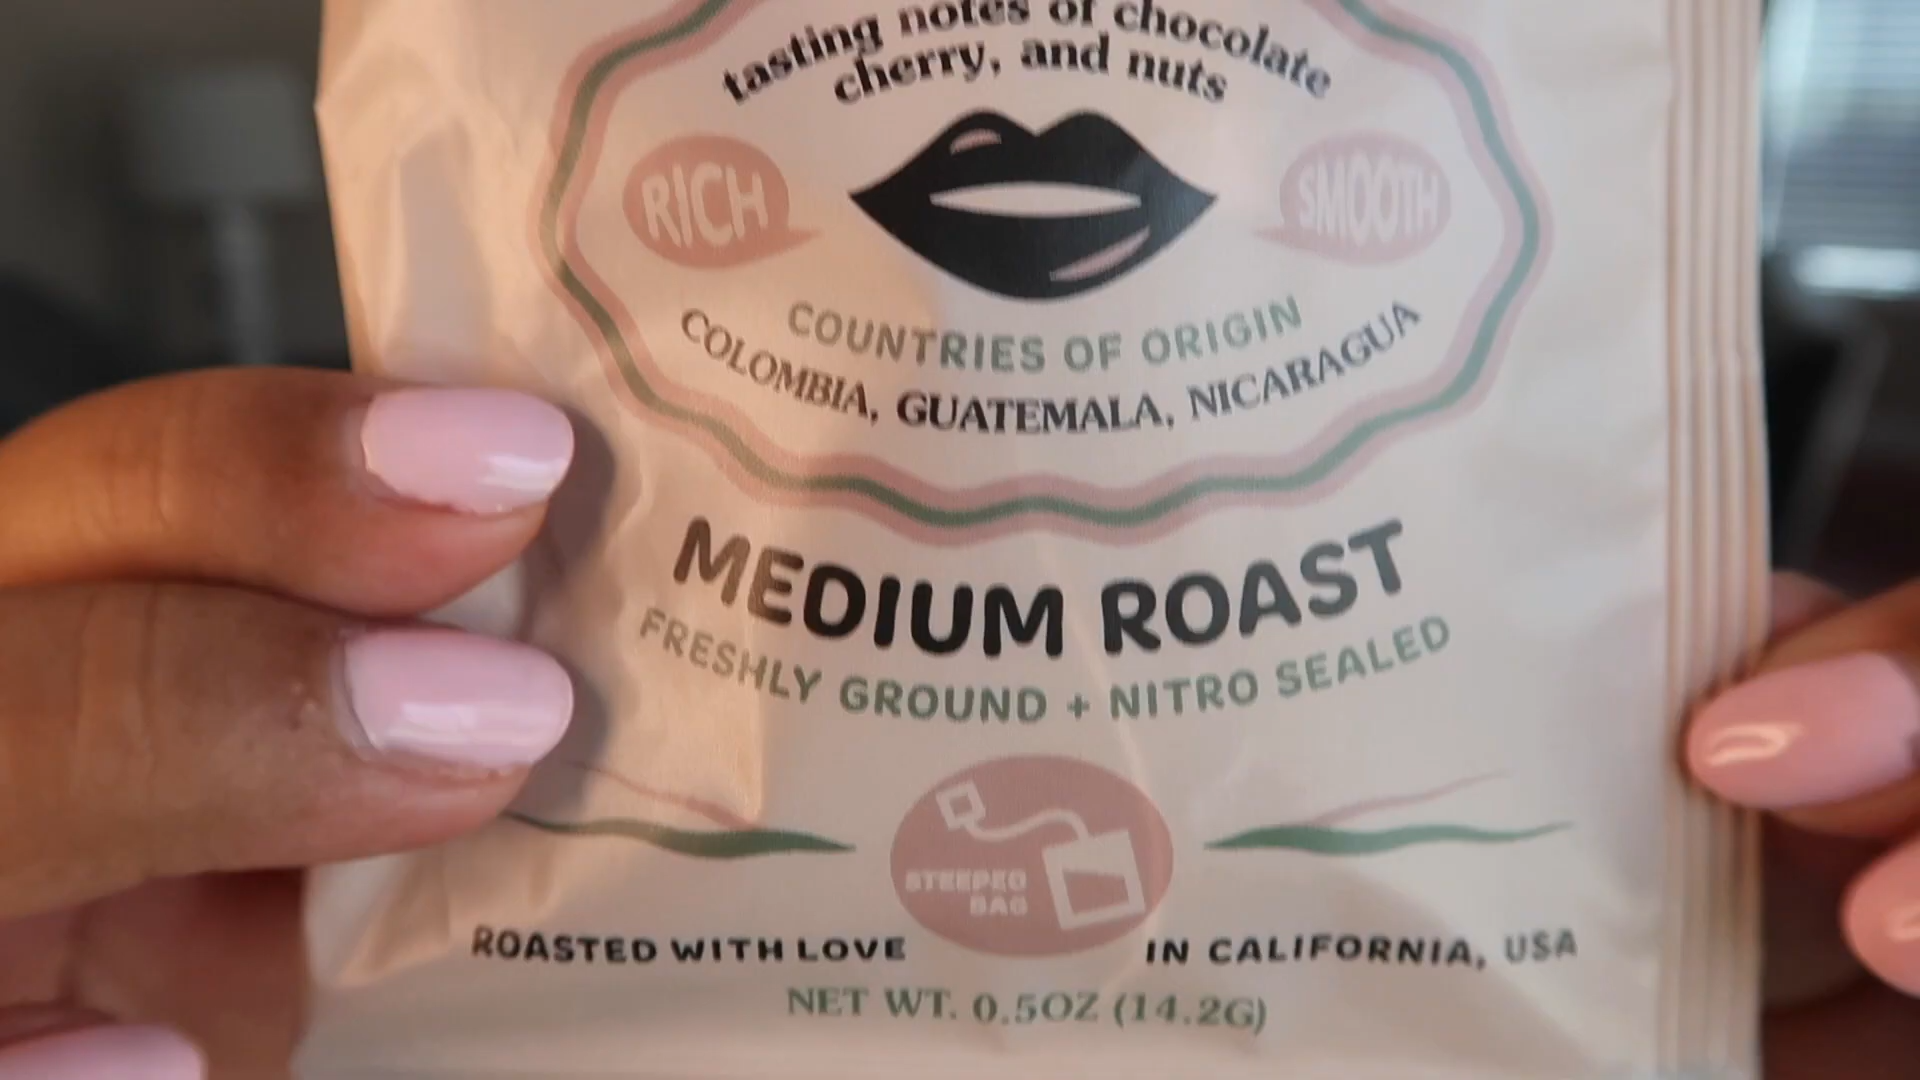 tasting notes of chocolate
cherry, and nuts
RICH
SMOOTH
COUNTRIES OF ORIGIN
COLOMBIA, GUATEMALA, NICARAGUA
MEDIUM ROAST
FRESHLY GROUND + NITRO SEALED
STEEPED
BAG
ROASTED WITH LOVE
IN CALIFORNIA, USA
NET WT. 0.5OZ (14.2G)